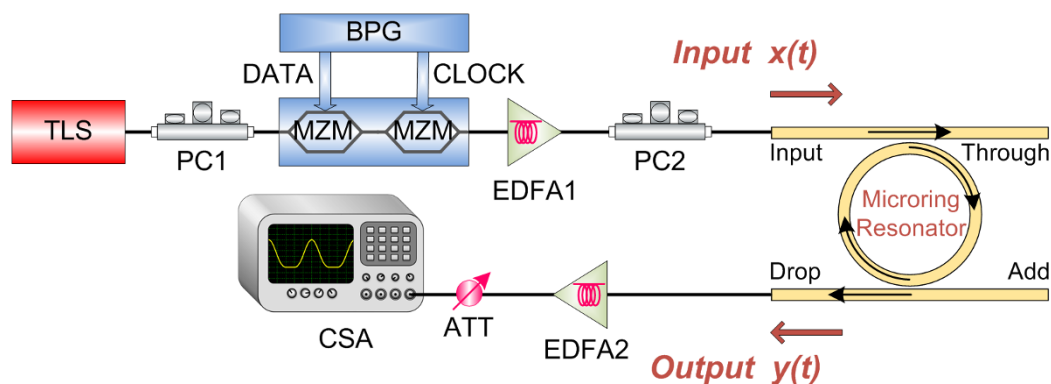 BPG
DATA
CLOCK
Input x(t)
TLS
MZM
MZM
PC1
EDFA1
PC2
Input
Through
Microring
Resonator
Drop
Add
CSA
ATT
EDFA2
Output y(t)